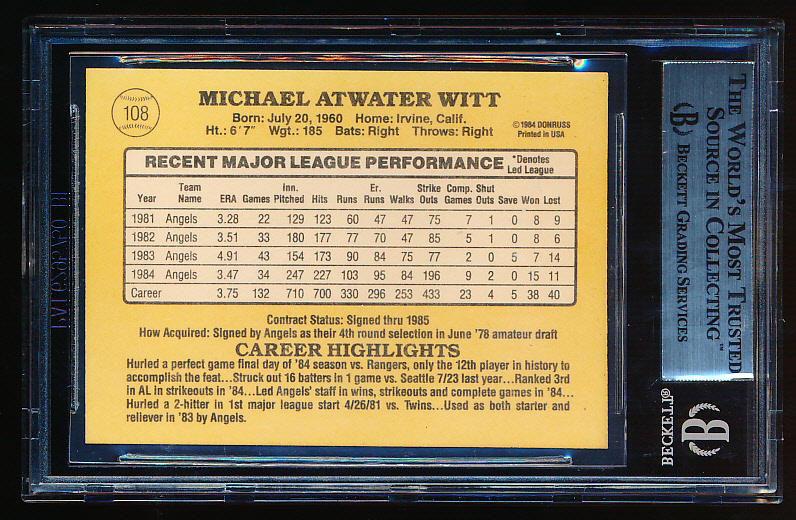 108
MICHAEL ATWATER WITT
Born: July 20, 1960 Home: Irvine, Calif.
Ht.: 6'7" Wgt.: 185 Bats: Right Throws: Right
© 1984 DONRUSS
Printed in USA
RECENT MAJOR LEAGUE PERFORMANCE
*Denotes
Led League
Year Team Name ERA Games Inn. Pitched Hits Runs Er. Runs Walks Strike Outs Comp. Games Shut Outs Save Won Lost
1981 Angels 3.28 22 129 123 60 47 47 75 7 1 0 8 9
1982 Angels 3.51 33 180 177 77 70 47 85 5 1 0 8 6
1983 Angels 4.91 43 154 173 90 84 75 77 2 0 5 7 14
1984 Angels 3.47 34 247 227 103 95 84 196 9 2 0 15 11
Career 3.75 132 710 700 330 296 253 433 23 4 5 38 40
Contract Status: Signed thru 1985
How Acquired: Signed by Angels as their 4th round selection in June '78 amateur draft
CAREER HIGHLIGHTS
Hurled a perfect game final day of '84 season vs. Rangers, only the 12th player in history to
accomplish the feat...Struck out 16 batters in 1 game vs. Seattle 7/23 last year...Ranked 3rd
in AL in strikeouts in '84...Led Angels' staff in wins, strikeouts and complete games in '84...
Hurled a 2-hitter in 1st major league start 4/26/81 vs. Twins...Used as both starter and
reliever in '83 by Angels.
THE WORLD'S MOST TRUSTED
SOURCE IN COLLECTING™
B BECKETT GRADING SERVICES
BECKETT®
B